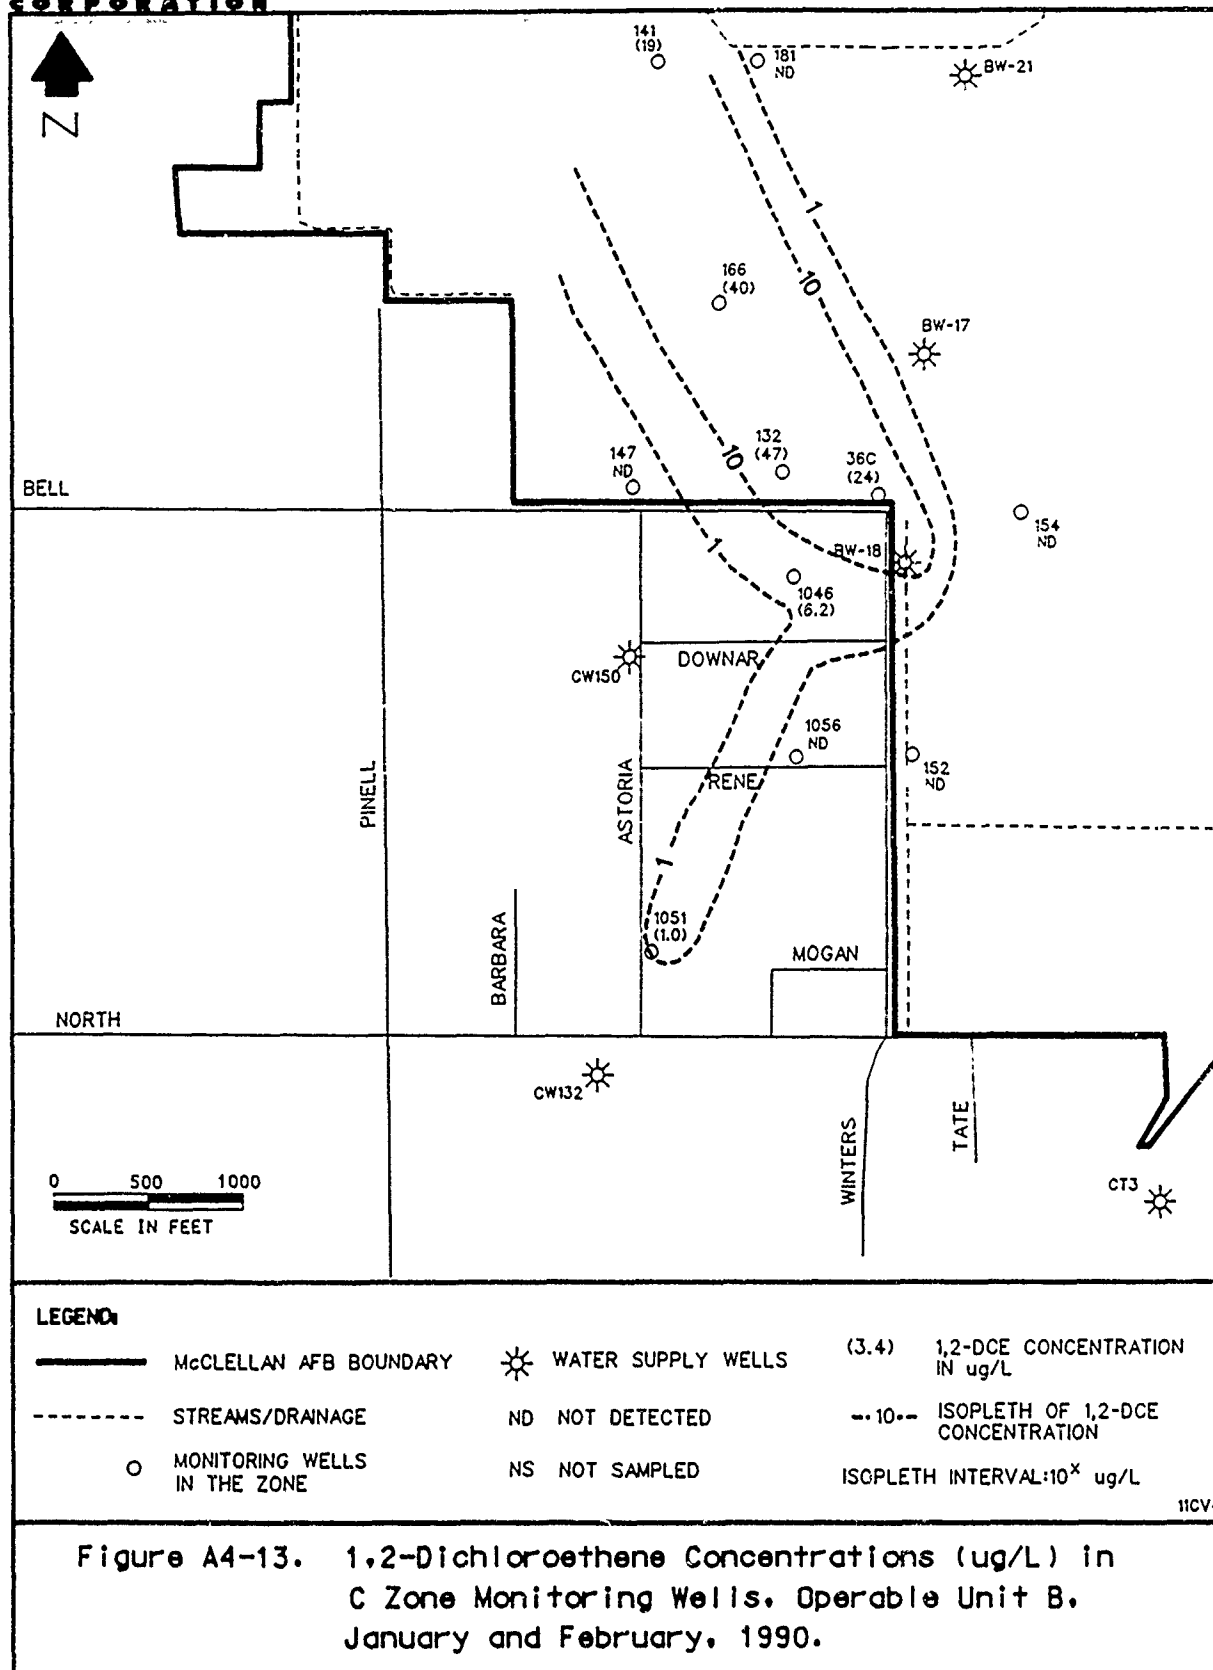 CORPORATION
N
141
(19)
181
ND
BW-21
1
10
166
(40)
BW-17
132
(47)
147
ND
36C
(24)
10
BELL
154
ND
BW-18
1
1046
(6.2)
DOWNAR
CW150
1056
ND
152
ND
RENE
PINELL
ASTORIA
1
1051
(1.0)
BARBARA
MOGAN
NORTH
CW132
WINTERS
TATE
CT3
0 500 1000
SCALE IN FEET
LEGEND:
McCLELLAN AFB BOUNDARY
WATER SUPPLY WELLS
(3.4) 1,2-DCE CONCENTRATION
IN ug/L
STREAMS/DRAINAGE
ND NOT DETECTED
--10-- ISOPLETH OF 1,2-DCE
CONCENTRATION
MONITORING WELLS
IN THE ZONE
NS NOT SAMPLED
ISOPLETH INTERVAL:10^x ug/L
11CV-
Figure A4-13. 1,2-Dichloroethene Concentrations (ug/L) in
C Zone Monitoring Wells, Operable Unit B,
January and February, 1990.